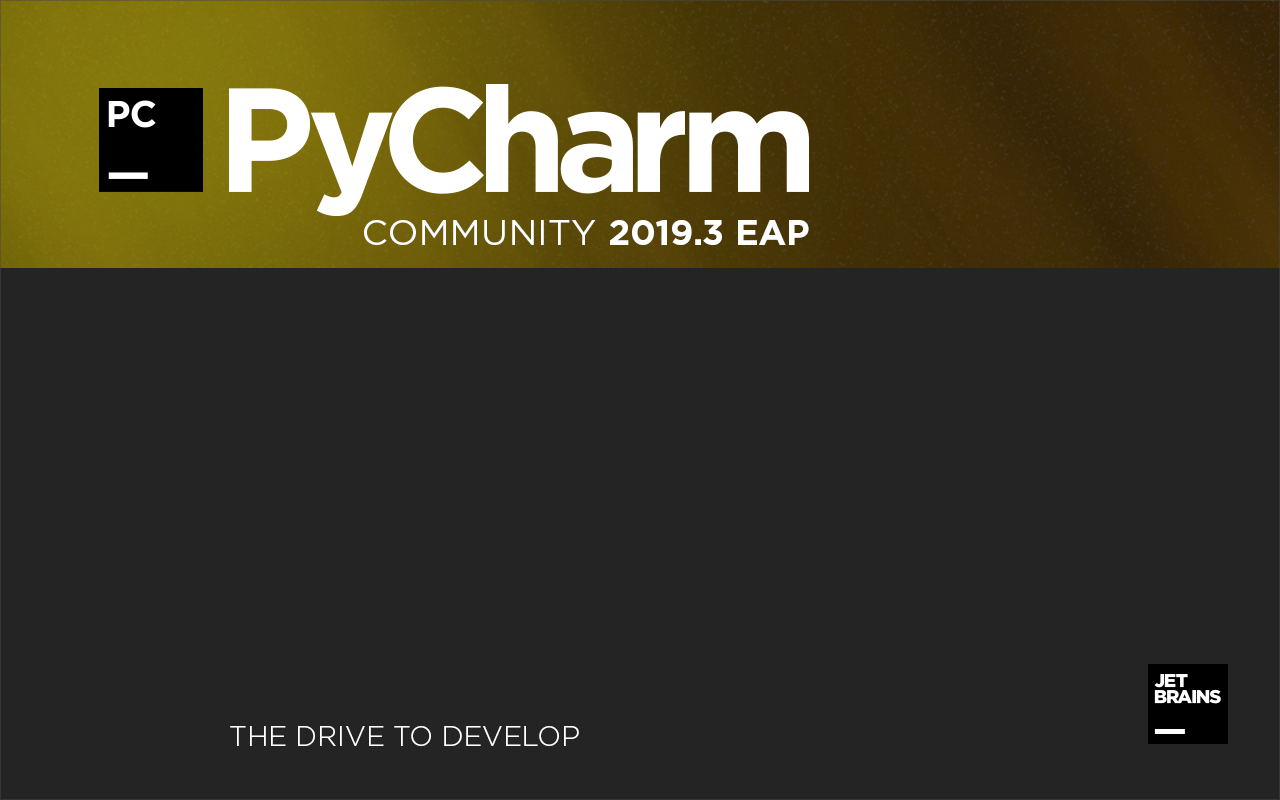 PC
PyCharm
COMMUNITY 2019.3 EAP
THE DRIVE TO DEVELOP
JET
BRAINS